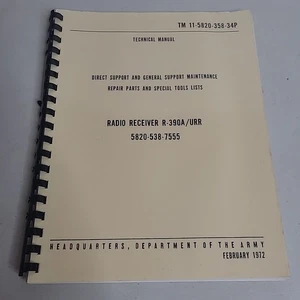 TM 11-5820-358-34P
TECHNICAL MANUAL
DIRECT SUPPORT AND GENERAL SUPPORT MAINTENANCE
REPAIR PARTS AND SPECIAL TOOLS LISTS
RADIO RECEIVER R-390A/URR
5820-538-7555
HEADQUARTERS, DEPARTMENT OF THE ARMY
FEBRUARY 1972